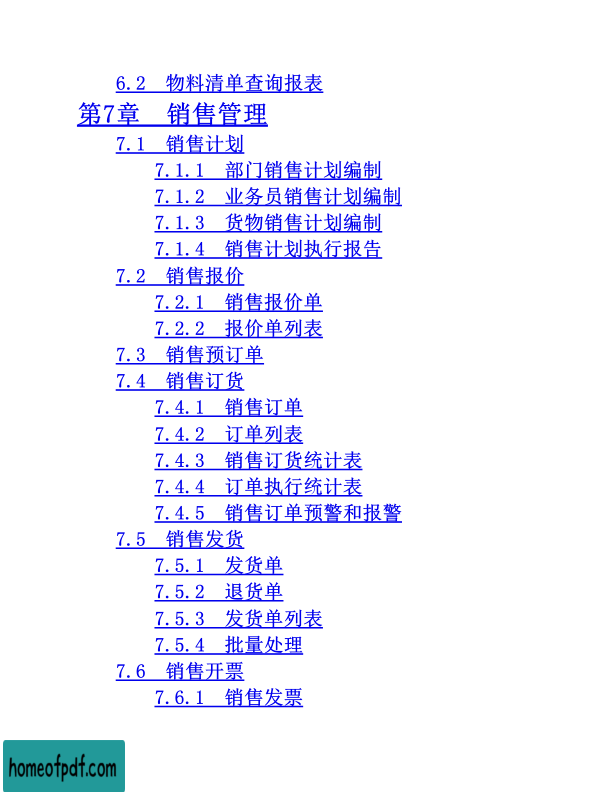 6.2 物料清单查询报表
第7章 销售管理
7.1 销售计划
7.1.1 部门销售计划编制
7.1.2 业务员销售计划编制
7.1.3 货物销售计划编制
7.1.4 销售计划执行报告
7.2 销售报价
7.2.1 销售报价单
7.2.2 报价单列表
7.3 销售预订单
7.4 销售订货
7.4.1 销售订单
7.4.2 订单列表
7.4.3 销售订货统计表
7.4.4 订单执行统计表
7.4.5 销售订单预警和报警
7.5 销售发货
7.5.1 发货单
7.5.2 退货单
7.5.3 发货单列表
7.5.4 批量处理
7.6 销售开票
7.6.1 销售发票
homeofpdf.com